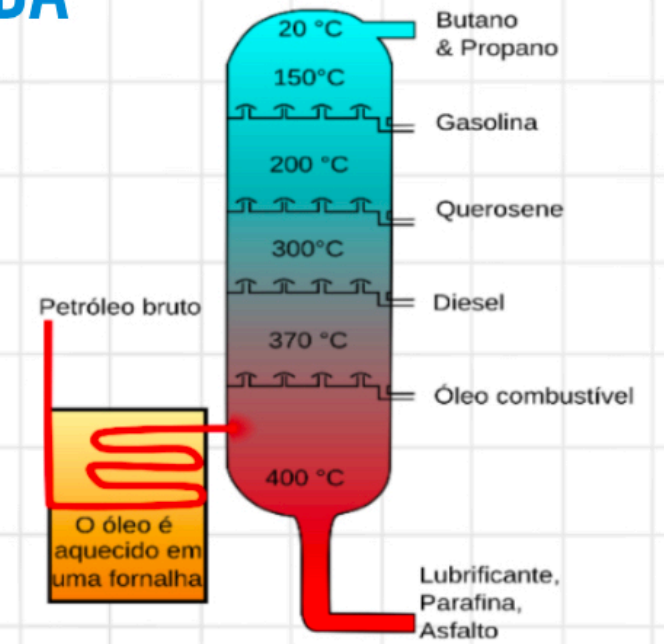 20 °C
Butano
& Propano
150°C
Gasolina
200 °C
Querosene
300°C
Petróleo bruto
Diesel
370 °C
Óleo combustível
400 °C
O óleo é
aquecido em
uma fornalha
Lubrificante,
Parafina,
Asfalto